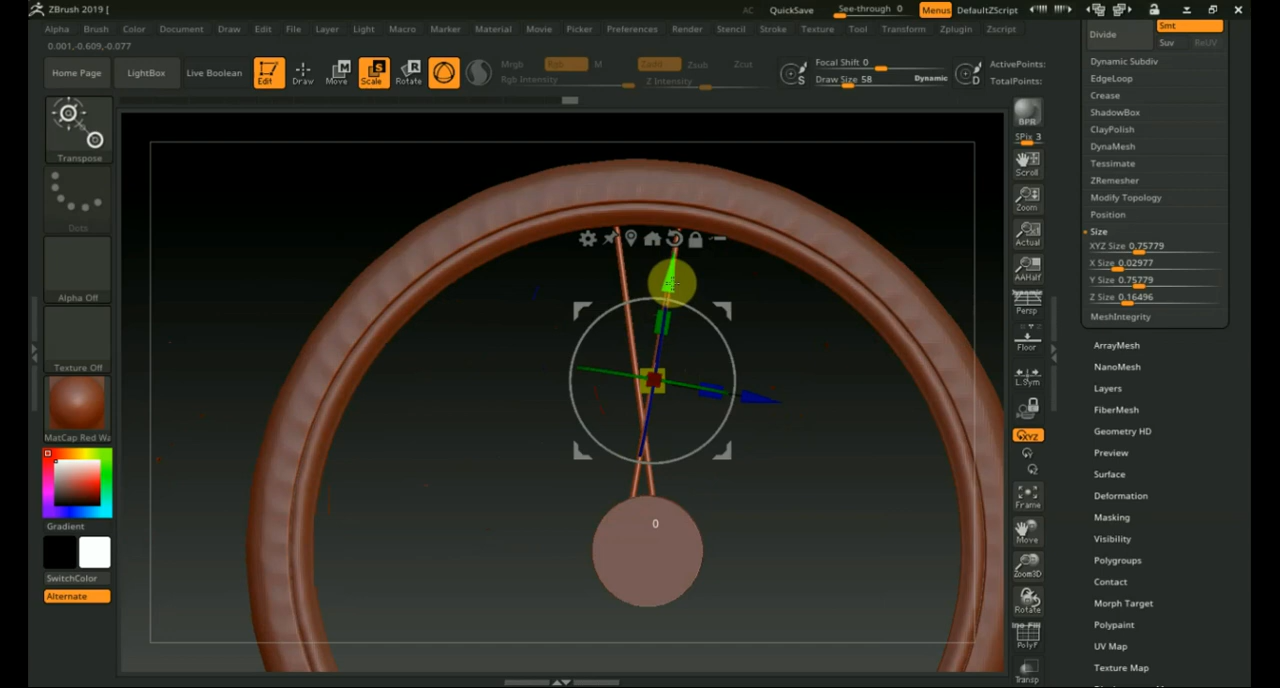 ZBrush 2019 [
AC QuickSave See-through 0 Menus DefaultZScript
Alpha Brush Color Document Draw Edit File Layer Light Macro Marker Material Movie Picker Preferences Render Stencil Stroke Texture Tool Transform Zplugin Zscript
0.001,-0.609,-0.077
Home Page LightBox Live Boolean Edit Draw Move Scale Rotate
Mrgb Rgb M Zadd Zsub Zcut
Rgb Intensity Z Intensity
Focal Shift 0
Draw Size 58 Dynamic
ActivePoints:
TotalPoints:
Transpose
Dots
Alpha Off
Texture Off
MatCap Red Wa
Gradient
SwitchColor
Alternate
0
BPR
SPix 3
Scroll
Zoom
Actual
AAHalf
Dynamic
Persp
Floor
L.Sym
XYZ
Frame
Move
Zoom3D
Rotate
PolyF
Transp
Smt
Divide
Suv ReUV
Dynamic Subdiv
EdgeLoop
Crease
ShadowBox
ClayPolish
DynaMesh
Tessimate
ZRemesher
Modify Topology
Position
Size
XYZ Size 0.75779
X Size 0.02977
Y Size 0.75779
Z Size 0.16496
MeshIntegrity
ArrayMesh
NanoMesh
Layers
FiberMesh
Geometry HD
Preview
Surface
Deformation
Masking
Visibility
Polygroups
Contact
Morph Target
Polypaint
UV Map
Texture Map